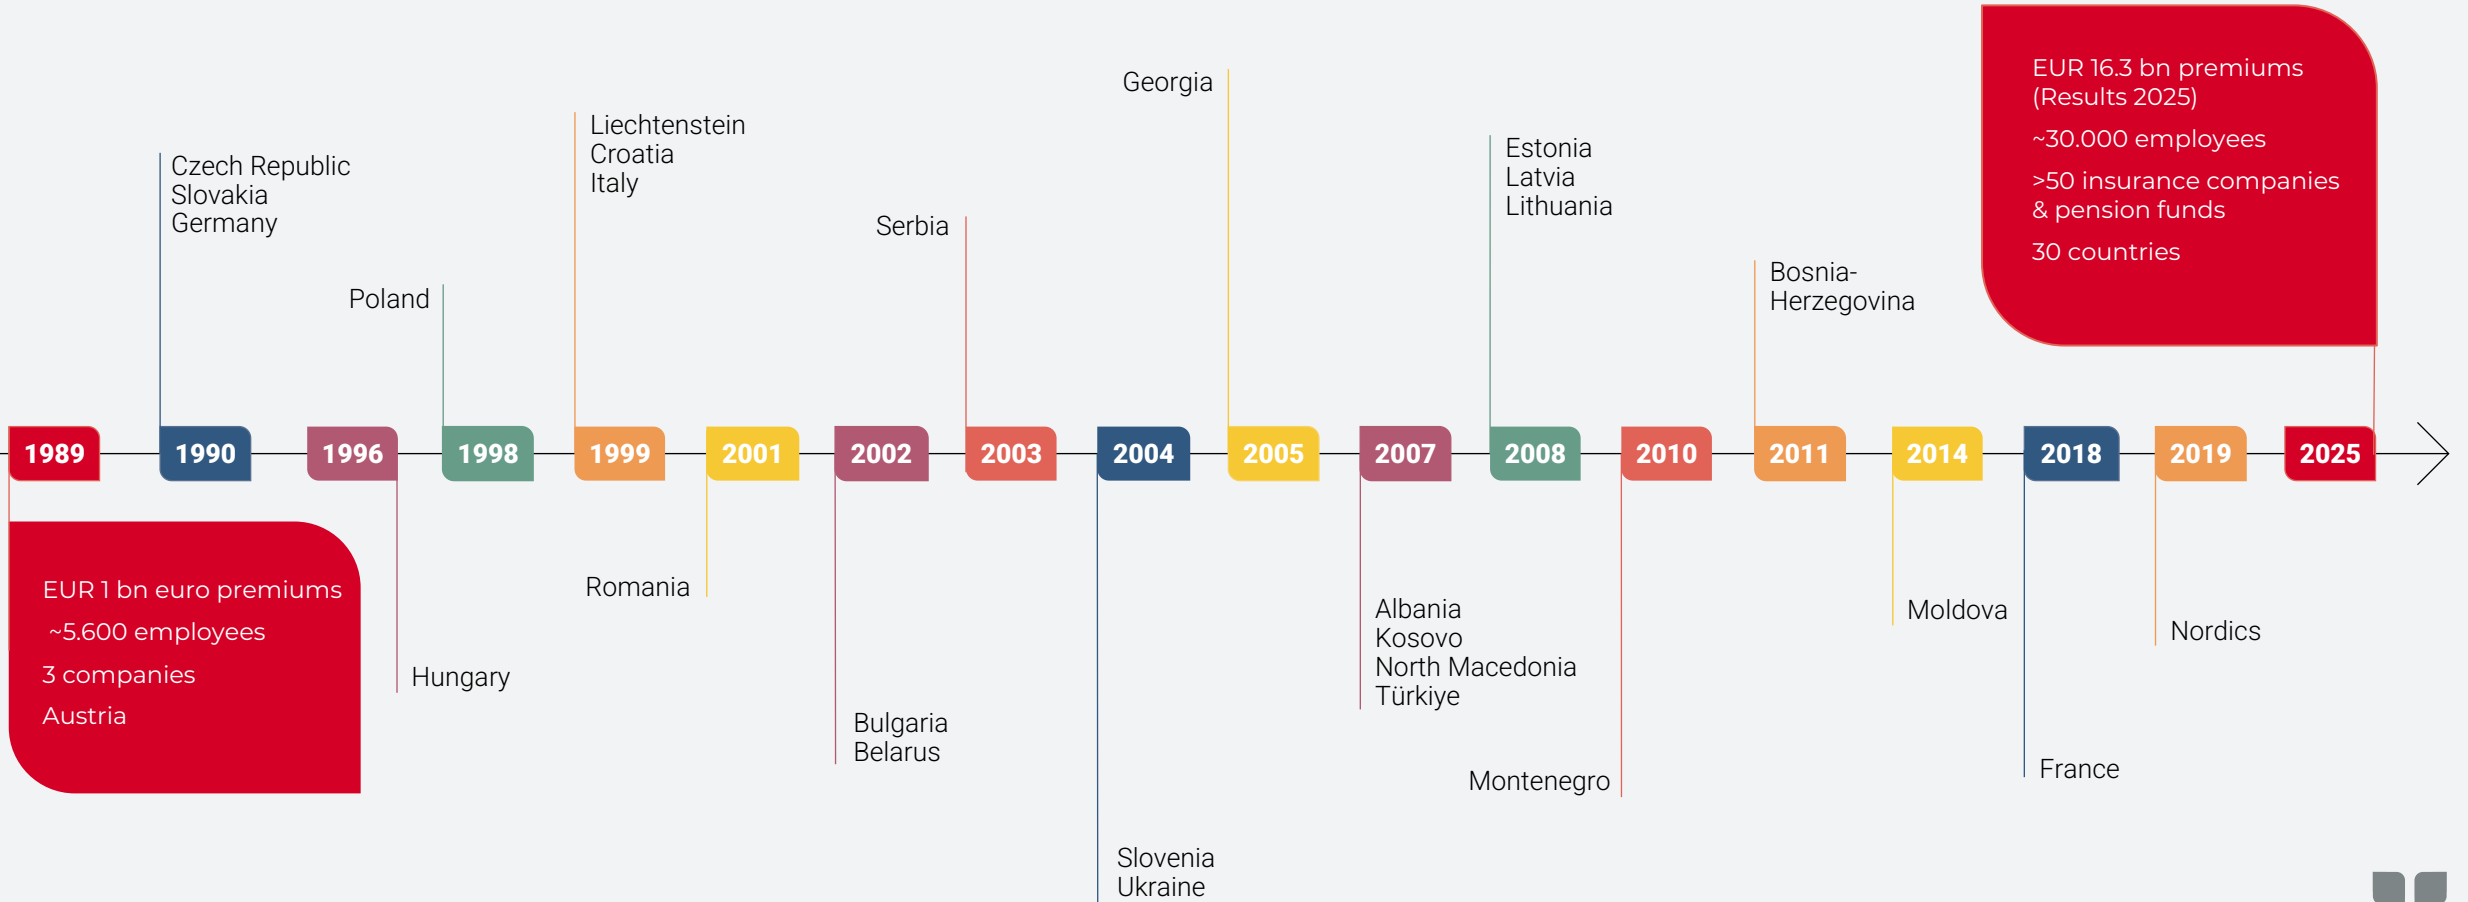 Georgia
EUR 16.3 bn premiums
(Results 2025)
~30.000 employees
>50 insurance companies
& pension funds
30 countries
Liechtenstein
Croatia
Italy
Czech Republic
Slovakia
Germany
Estonia
Latvia
Lithuania
Serbia
Poland
Bosnia-
Herzegovina
1989
1990
1996
1998
1999
2001
2002
2003
2004
2005
2007
2008
2010
2011
2014
2018
2019
2025
EUR 1 bn euro premiums
~5.600 employees
3 companies
Austria
Hungary
Romania
Bulgaria
Belarus
Slovenia
Ukraine
Albania
Kosovo
North Macedonia
Türkiye
Montenegro
Moldova
France
Nordics